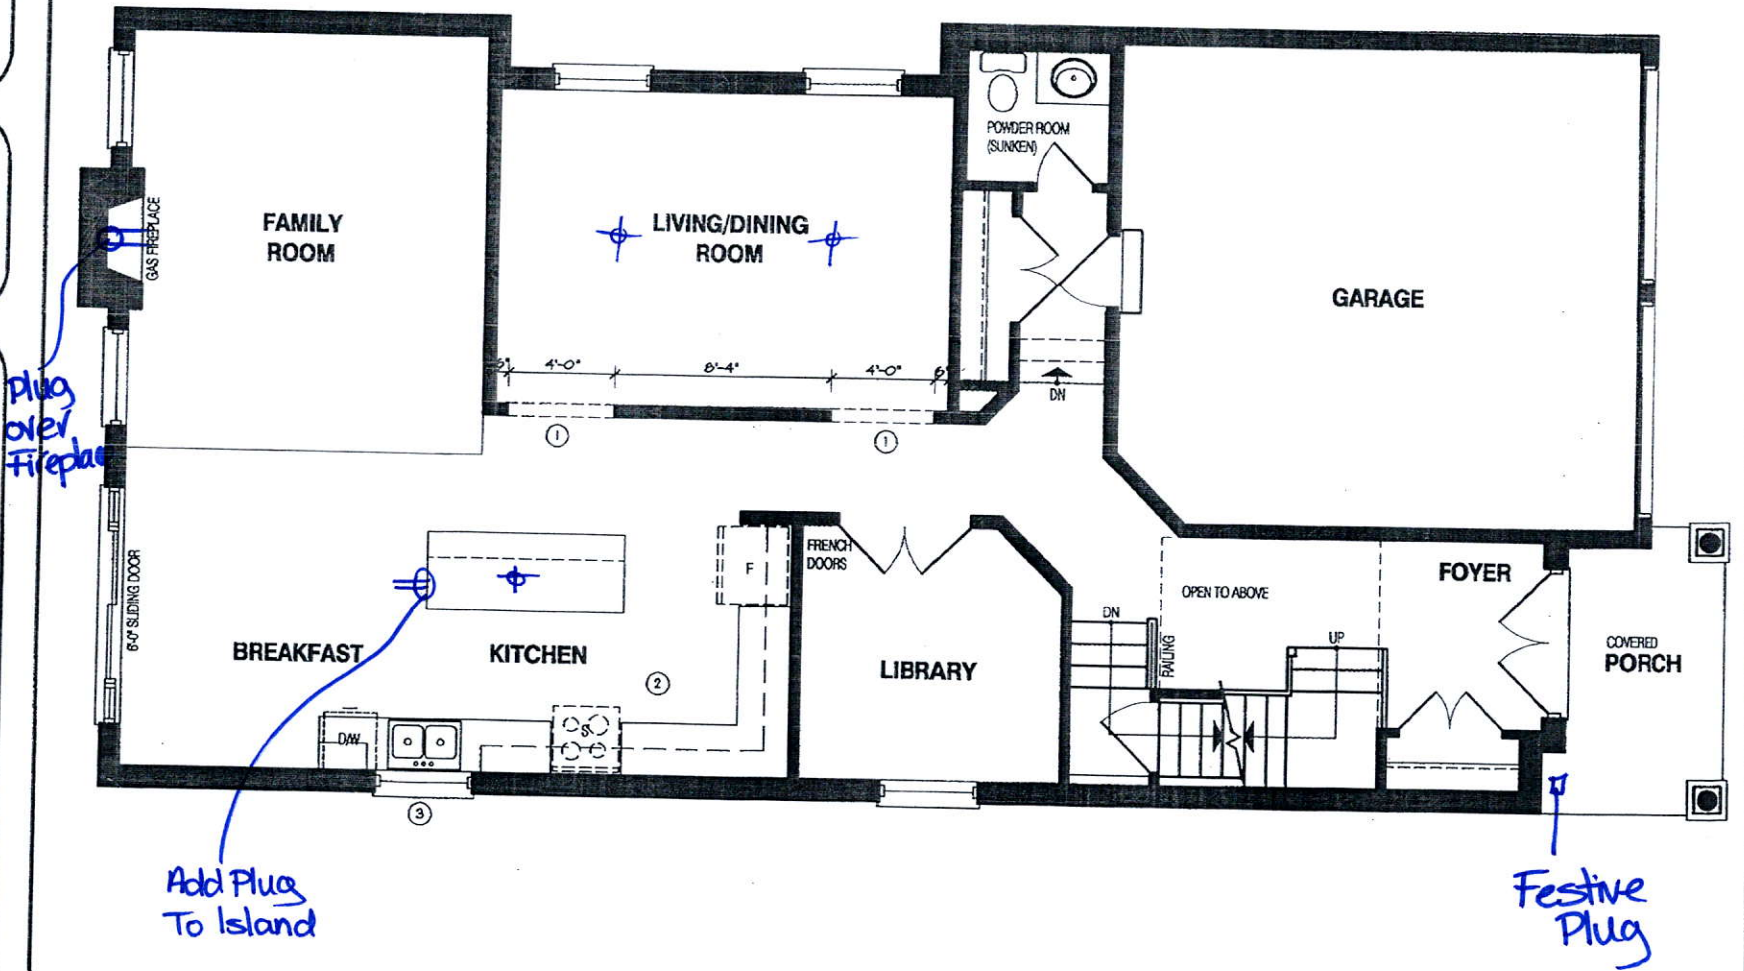 POWDER ROOM
(SUNKEN)
FAMILY
ROOM
GAS FIREPLACE
LIVING/DINING
ROOM
GARAGE
6"
4'-0"
8'-4"
4'-0"
6"
DN
1
1
Plug
over
Fireplac
FRENCH
DOORS
F
6'-0" SLIDING DOOR
FOYER
OPEN TO ABOVE
DN
RAILING
UP
COVERED
PORCH
BREAKFAST
KITCHEN
2
LIBRARY
D/W
S
3
Add Plug
To Island
Festive
Plug